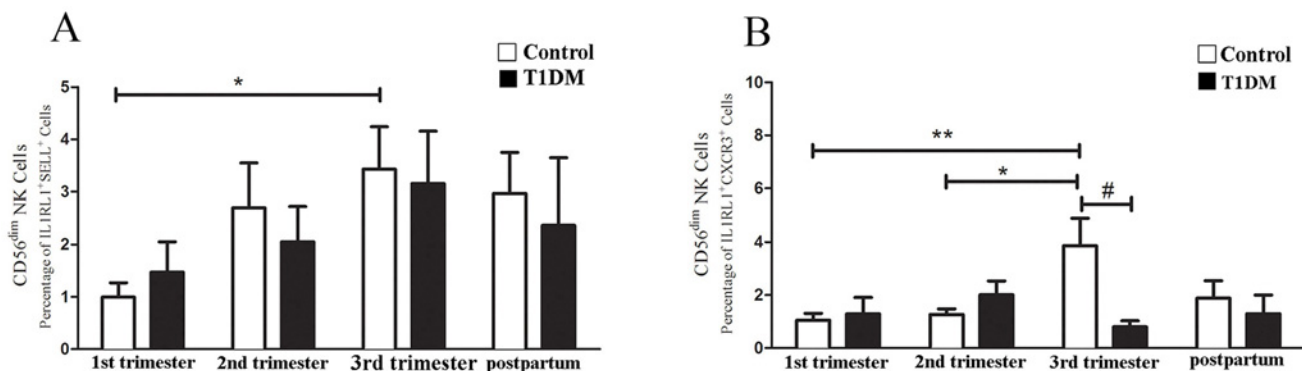 A
Control
T1DM
CD56dim NK Cells
Percentage of IL1RL1+SELL+ Cells
5
4
3
2
1
0
*
1st trimester 2nd trimester 3rd trimester postpartum
B
Control
T1DM
CD56dim NK Cells
Percentage of IL1RL1+CXCR3+ Cells
10
8
6
4
2
0
**
*
#
1st trimester 2nd trimester 3rd trimester postpartum